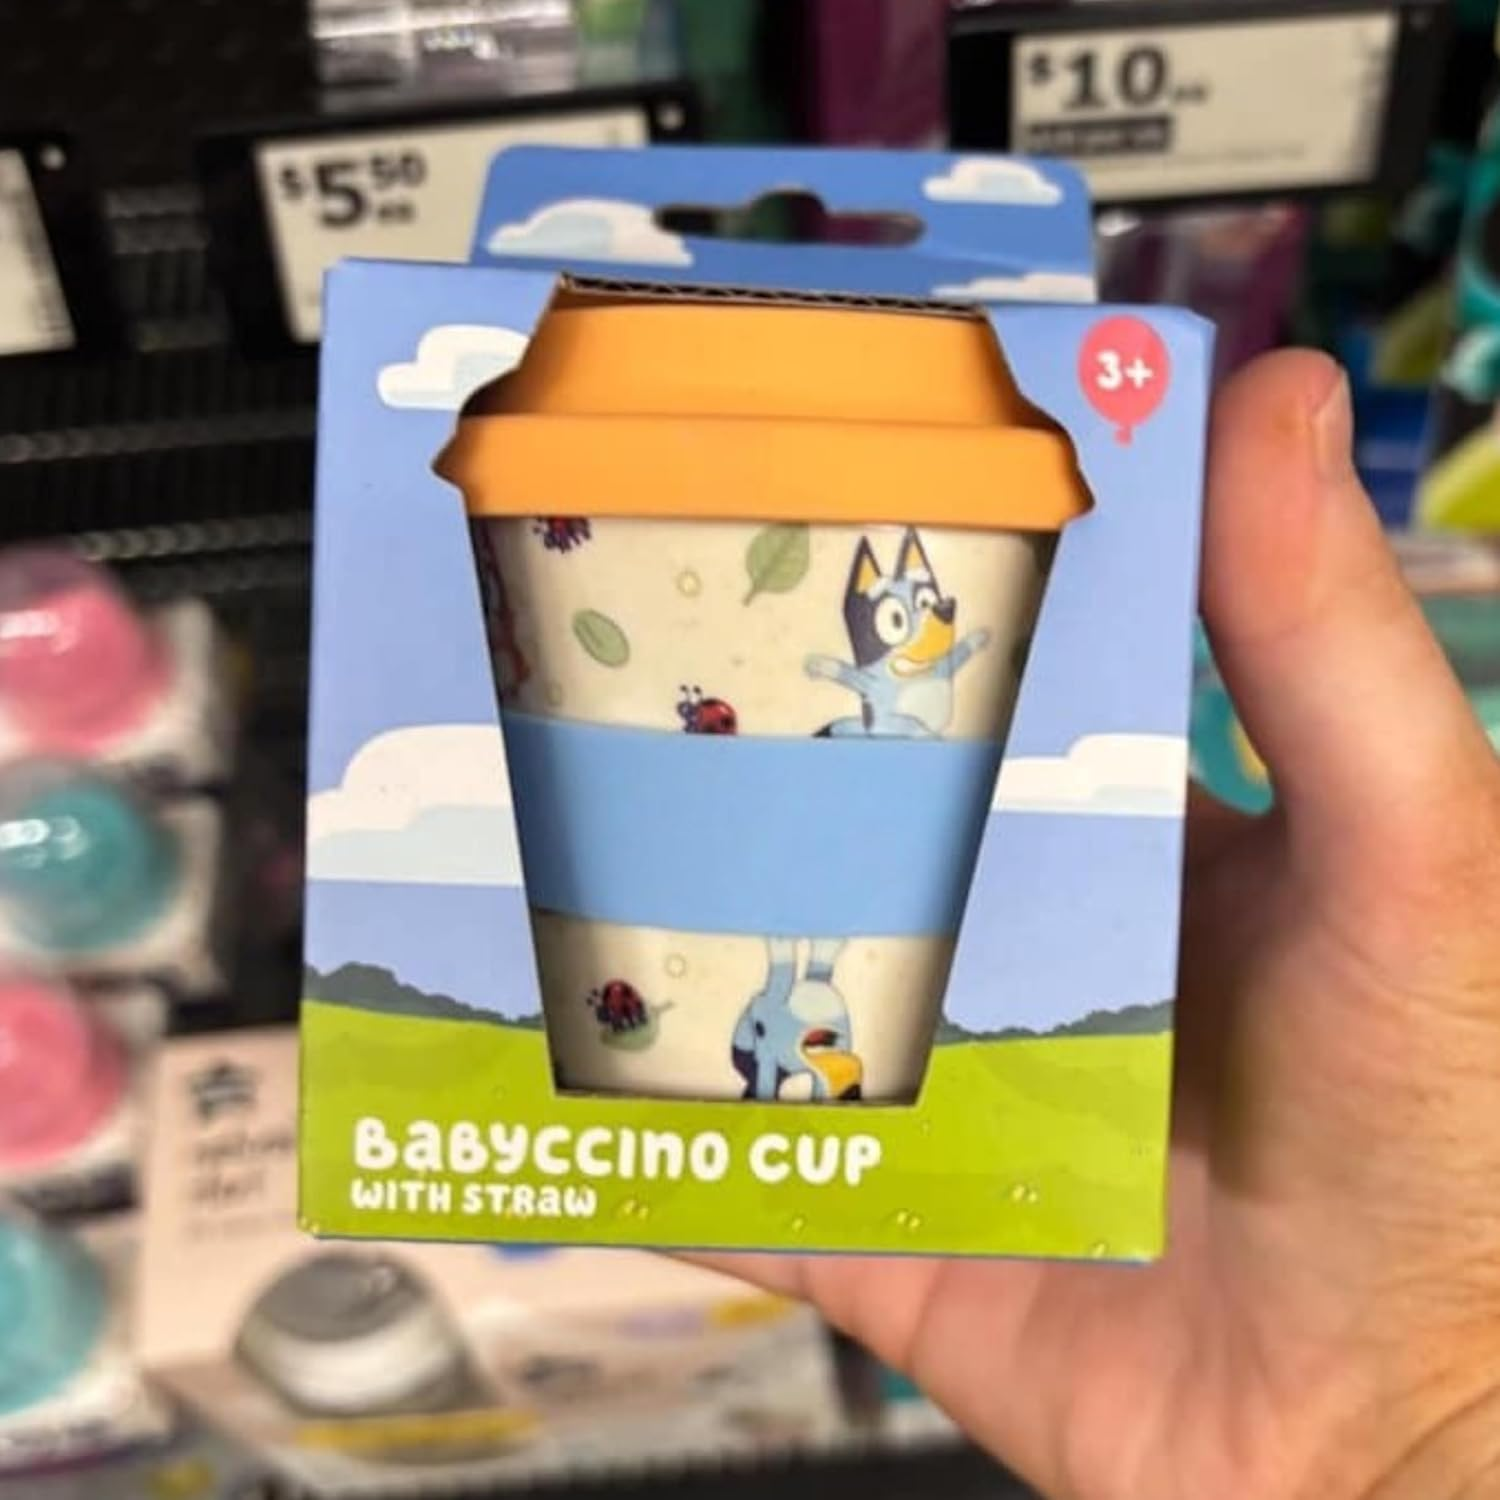 $10
$5.50
3+
BABYCCINO CUP
WITH STRAW